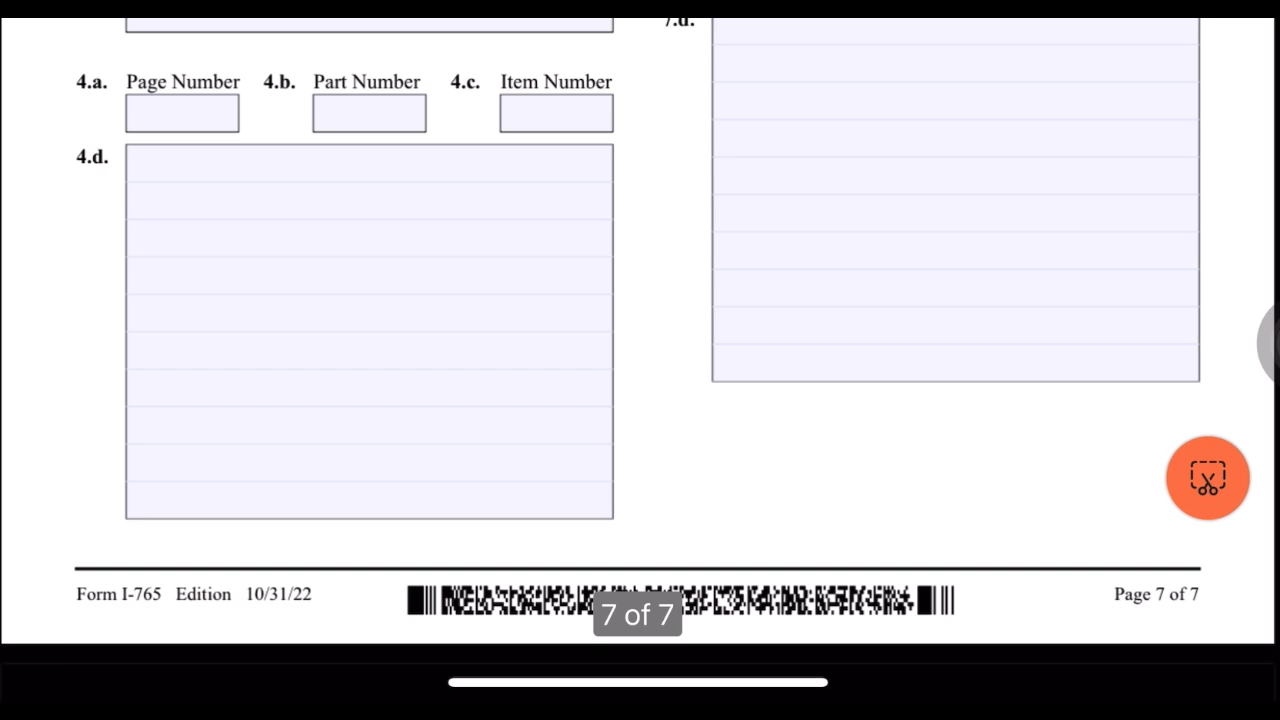 7.d.
4.a. Page Number 4.b. Part Number 4.c. Item Number
4.d.
Form I-765 Edition 10/31/22
7 of 7
Page 7 of 7